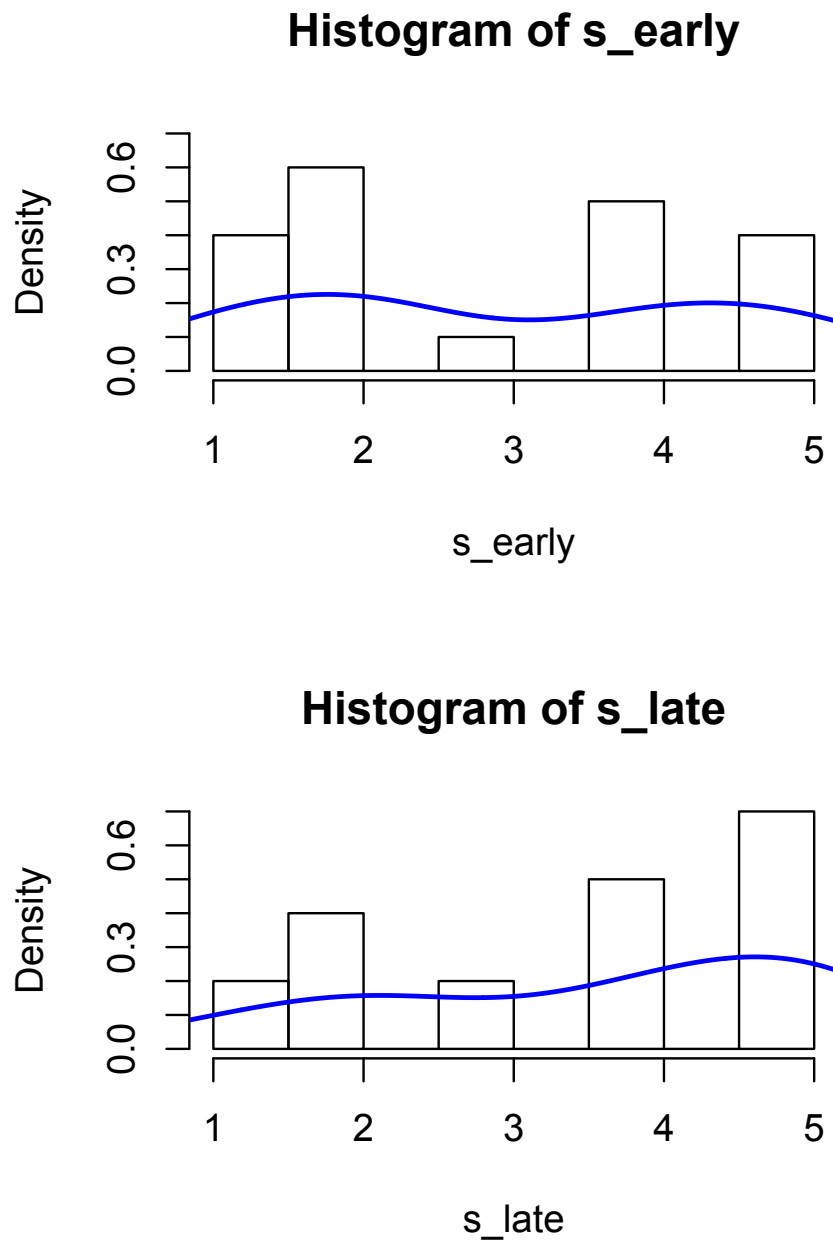 Histogram of s_early
Density
0.6
0.3
0.0
1 2 3 4 5
s_early
Histogram of s_late
Density
0.6
0.3
0.0
1 2 3 4 5
s_late